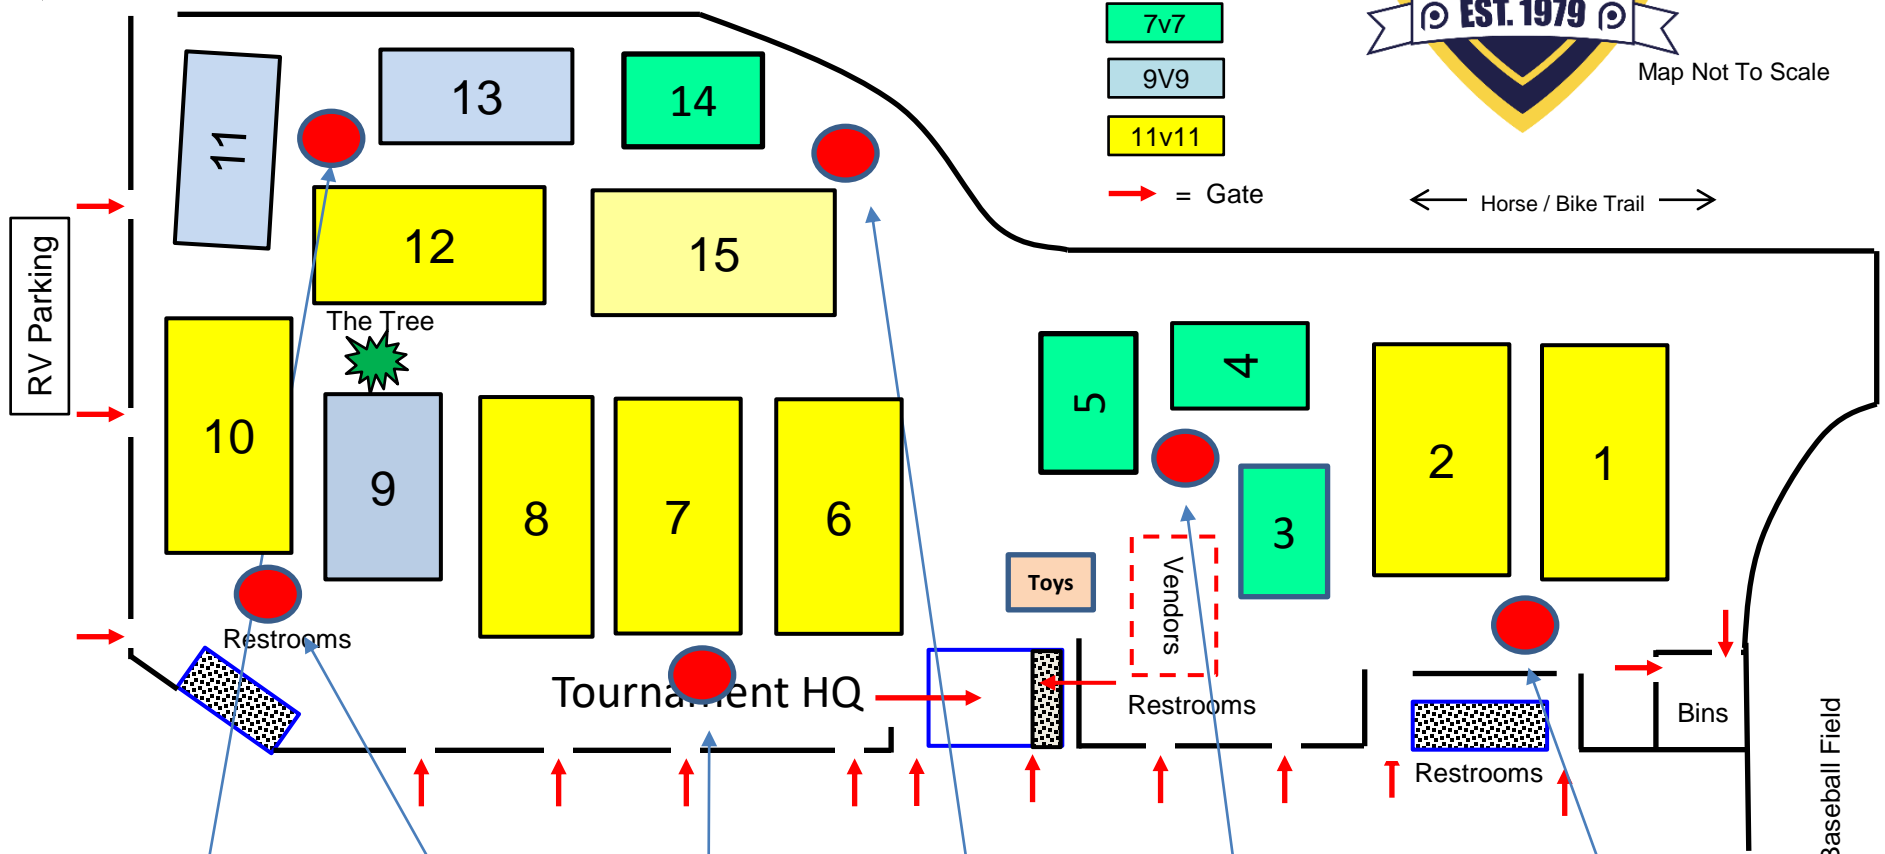 7v7
EST. 1979
9V9
Map Not To Scale
11v11
= Gate
Horse / Bike Trail
11
13
14
12
15
RV Parking
The Tree
10
9
8
7
6
5
4
3
2
1
Toys
Vendors
Restrooms
Tournament HQ
Restrooms
Restrooms
Bins
Baseball Field